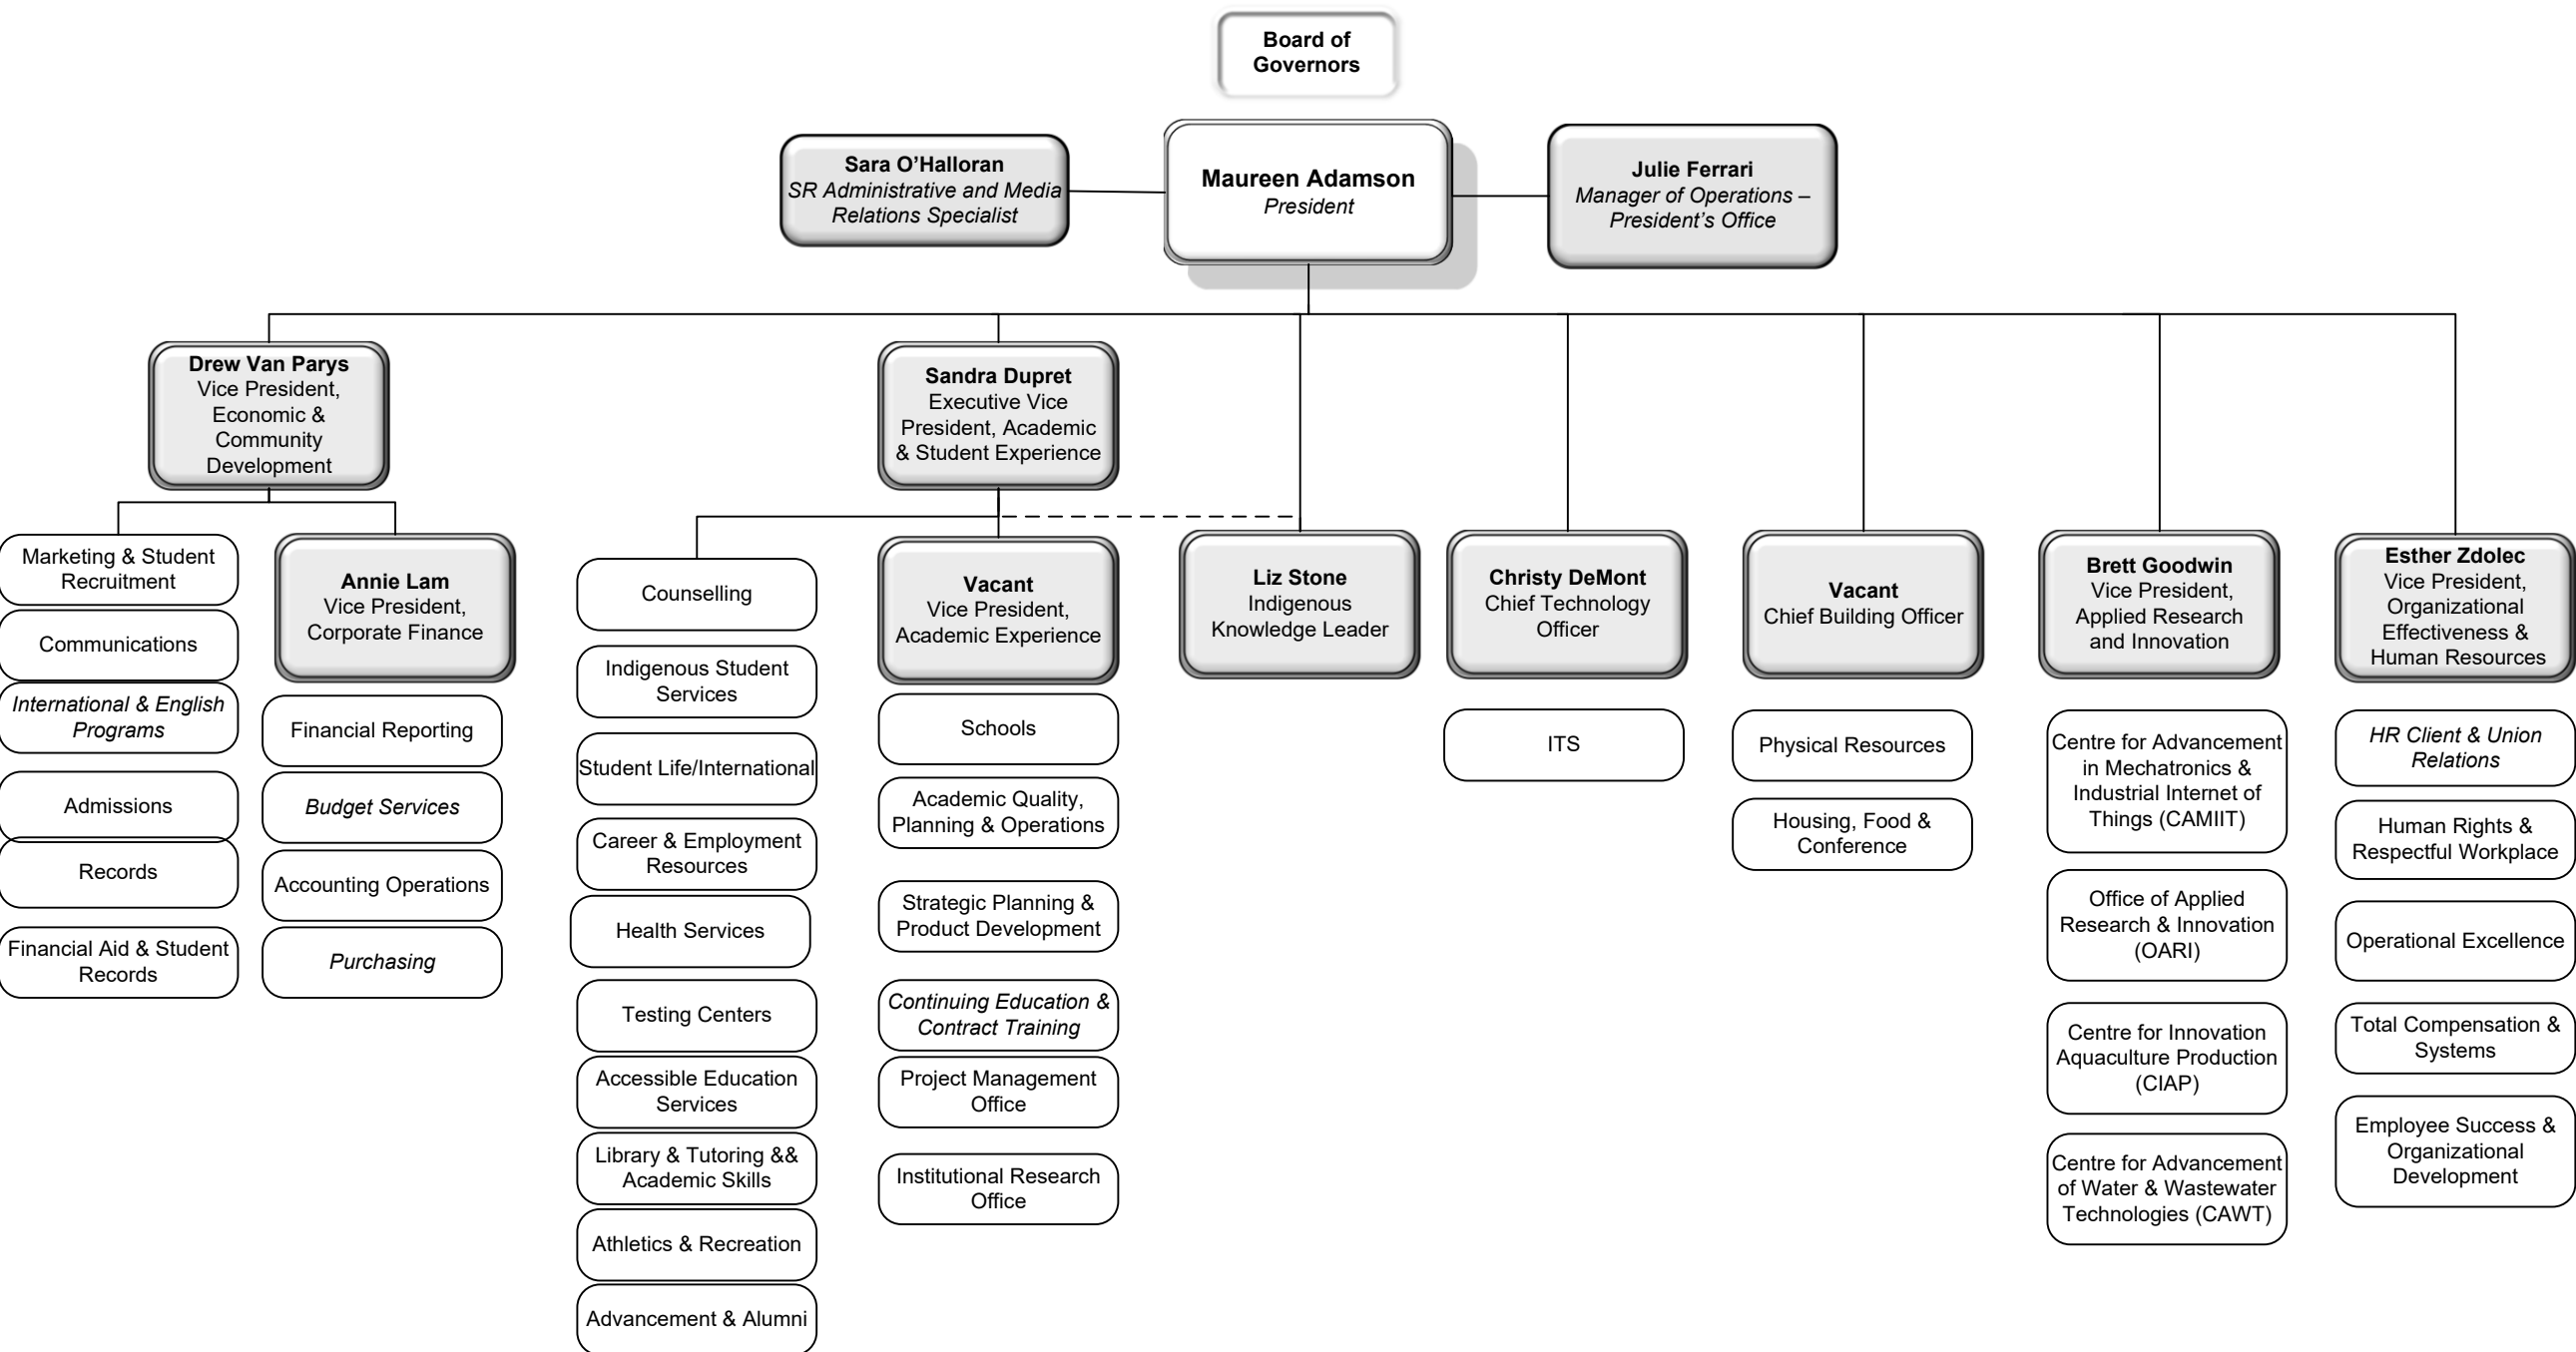 Board of
Governors
Sara O’Halloran
SR Administrative and Media
Relations Specialist
Maureen Adamson
President
Julie Ferrari
Manager of Operations –
President’s Office
Drew Van Parys
Vice President,
Economic &
Community
Development
Sandra Dupret
Executive Vice
President, Academic
& Student Experience
Marketing & Student
Recruitment
Communications
International & English
Programs
Admissions
Records
Financial Aid & Student
Records
Annie Lam
Vice President,
Corporate Finance
Financial Reporting
Budget Services
Accounting Operations
Purchasing
Counselling
Indigenous Student
Services
Student Life/International
Career & Employment
Resources
Health Services
Testing Centers
Accessible Education
Services
Library & Tutoring &&
Academic Skills
Athletics & Recreation
Advancement & Alumni
Vacant
Vice President,
Academic Experience
Schools
Academic Quality,
Planning & Operations
Strategic Planning &
Product Development
Continuing Education &
Contract Training
Project Management
Office
Institutional Research
Office
Liz Stone
Indigenous
Knowledge Leader
Christy DeMont
Chief Technology
Officer
ITS
Vacant
Chief Building Officer
Physical Resources
Housing, Food &
Conference
Brett Goodwin
Vice President,
Applied Research
and Innovation
Centre for Advancement
in Mechatronics &
Industrial Internet of
Things (CAMIIT)
Office of Applied
Research & Innovation
(OARI)
Centre for Innovation
Aquaculture Production
(CIAP)
Centre for Advancement
of Water & Wastewater
Technologies (CAWT)
Esther Zdolec
Vice President,
Organizational
Effectiveness &
Human Resources
HR Client & Union
Relations
Human Rights &
Respectful Workplace
Operational Excellence
Total Compensation &
Systems
Employee Success &
Organizational
Development